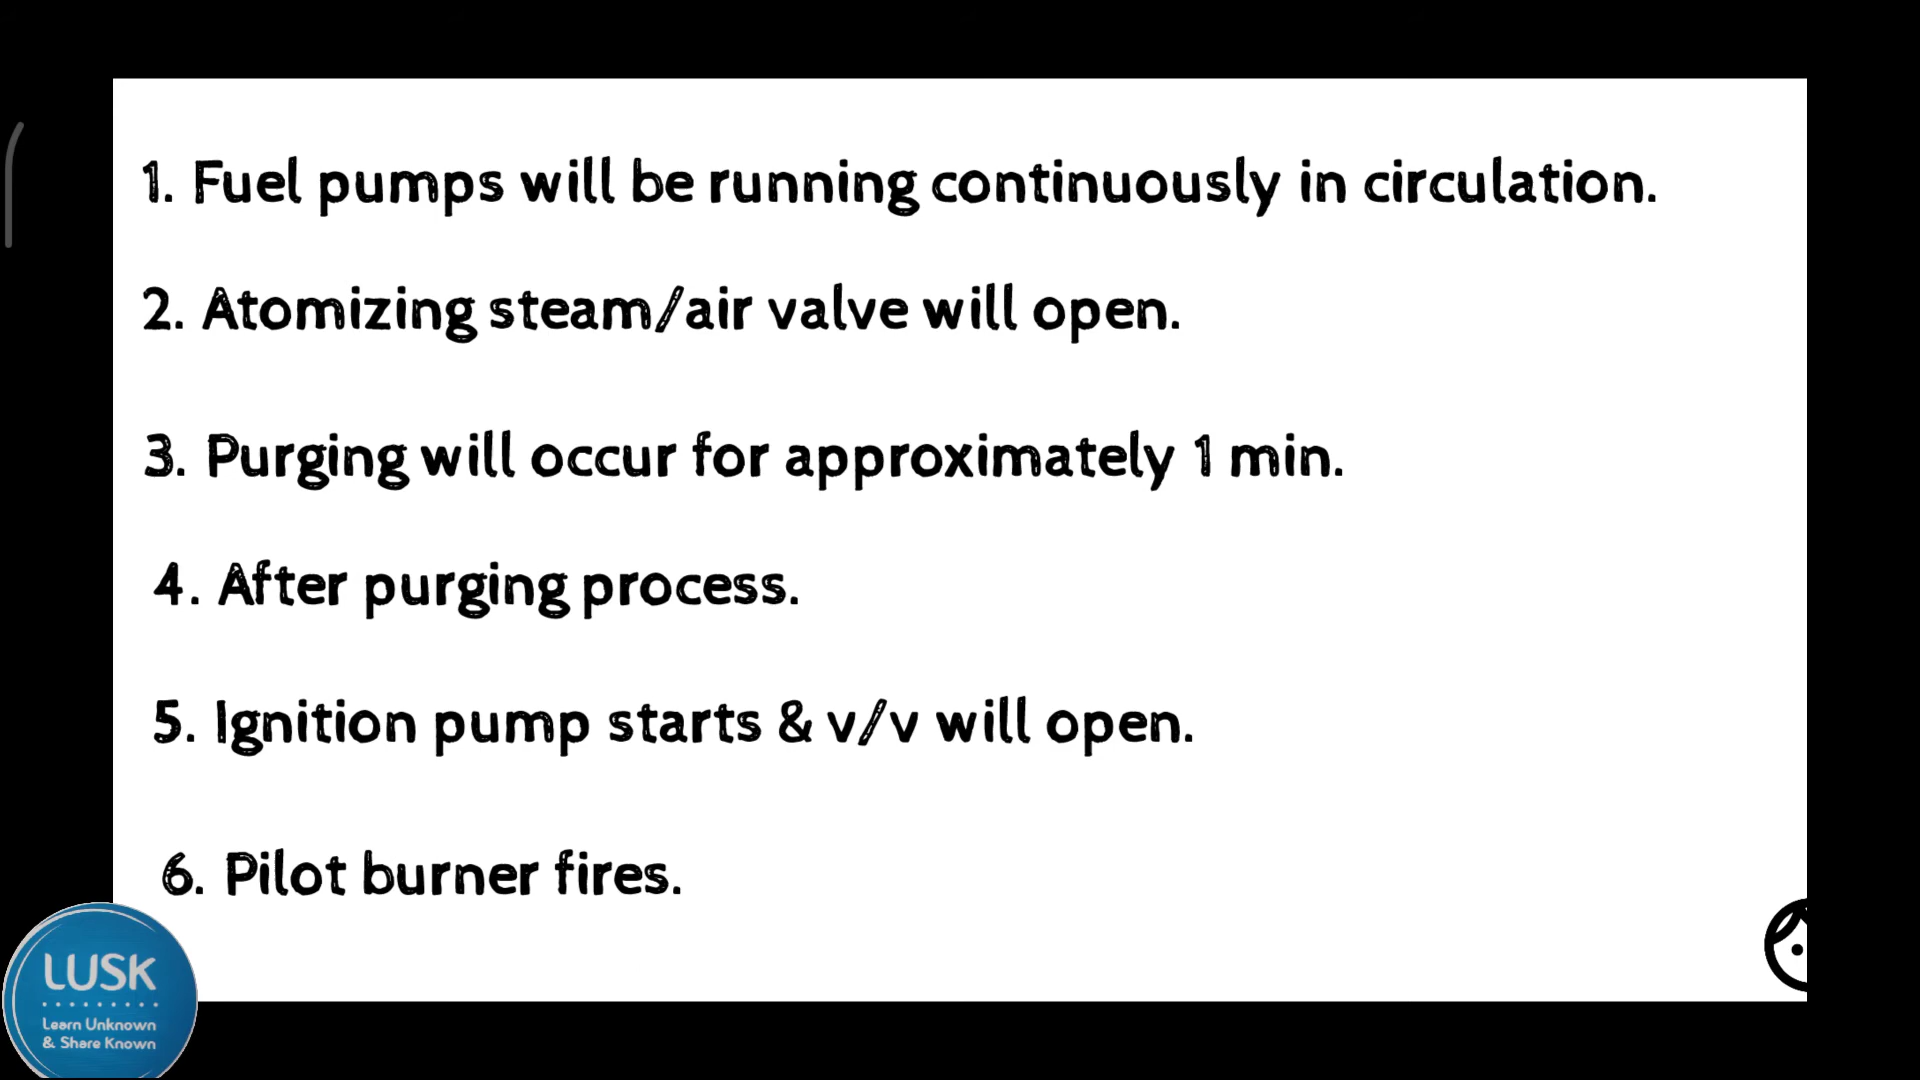 1. Fuel pumps will be running continuously in circulation.
2. Atomizing steam/air valve will open.
3. Purging will occur for approximately 1 min.
4. After purging process.
5. Ignition pump starts & v/v will open.
6. Pilot burner fires.
LUSK
Learn Unknown
& Share Known